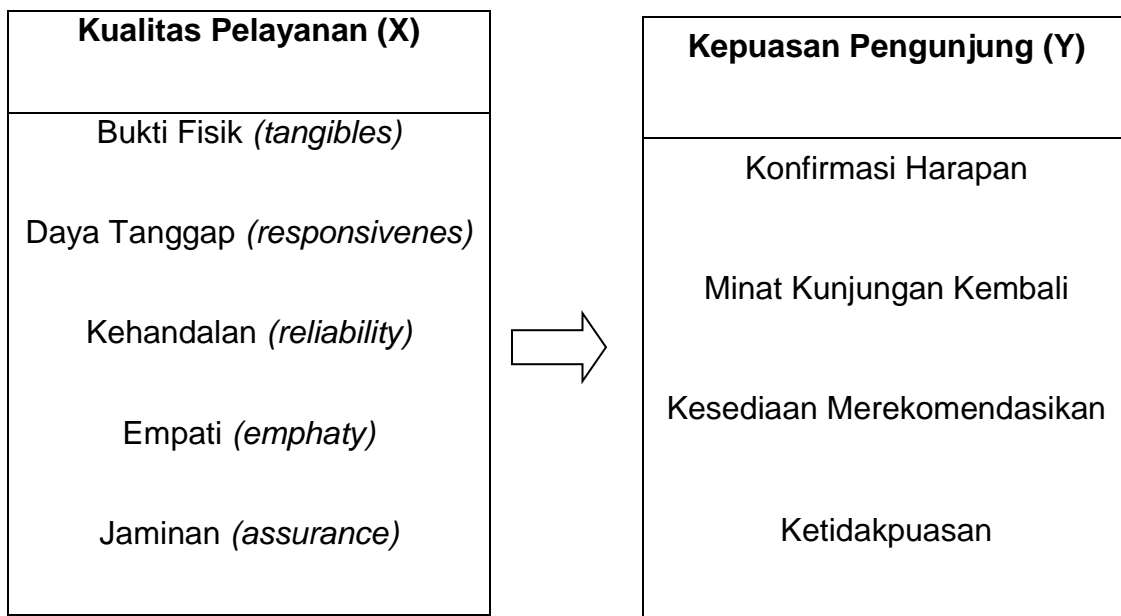 Kualitas Pelayanan (X)
Bukti Fisik (tangibles)
Daya Tanggap (responsivenes)
Kehandalan (reliability)
Empati (emphaty)
Jaminan (assurance)
Kepuasan Pengunjung (Y)
Konfirmasi Harapan
Minat Kunjungan Kembali
Kesediaan Merekomendasikan
Ketidakpuasan